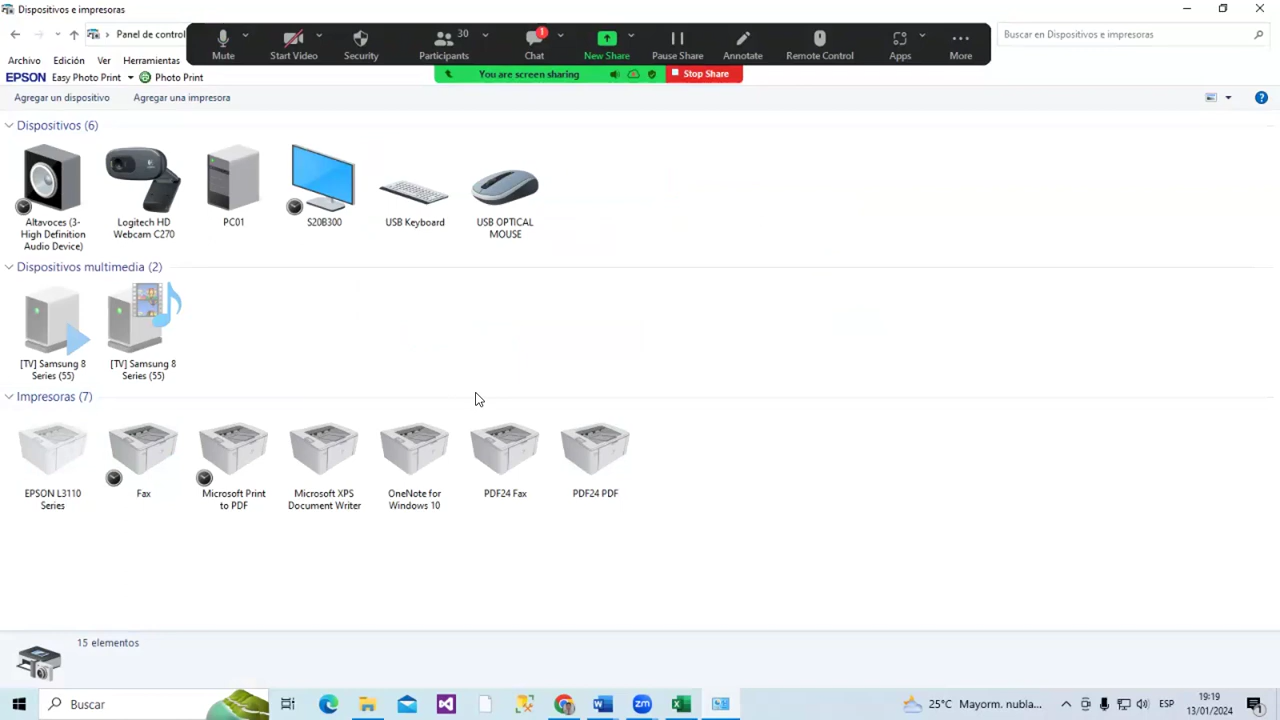 Dispositivos e impresoras
Panel de control
Buscar en Dispositivos e impresoras
Mute
Start Video
Security
30
Participants
1
Chat
New Share
Pause Share
Annotate
Remote Control
Apps
More
Archivo Edición Ver Herramientas
You are screen sharing
Stop Share
EPSON Easy Photo Print Photo Print
Agregar un dispositivo Agregar una impresora
Dispositivos (6)
Altavoces (3-
High Definition
Audio Device)
Logitech HD
Webcam C270
PC01
S20B300
USB Keyboard
USB OPTICAL
MOUSE
Dispositivos multimedia (2)
[TV] Samsung 8
Series (55)
[TV] Samsung 8
Series (55)
Impresoras (7)
EPSON L3110
Series
Fax
Microsoft Print
to PDF
Microsoft XPS
Document Writer
OneNote for
Windows 10
PDF24 Fax
PDF24 PDF
15 elementos
Buscar
25°C Mayorm. nubla...
ESP
19:19
13/01/2024
1